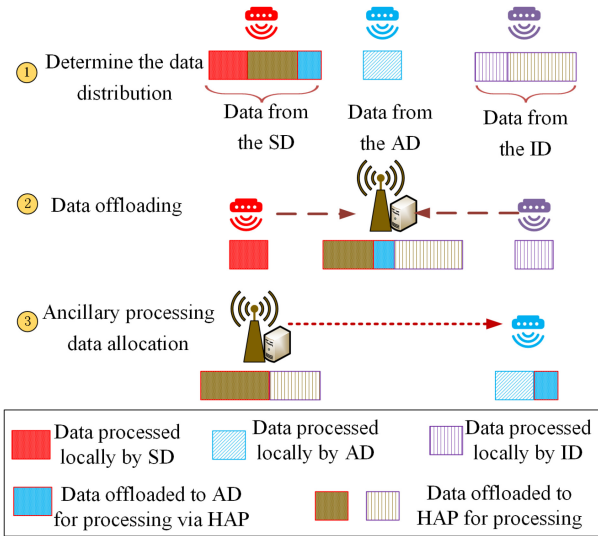 1 Determine the data
distribution
Data from
the SD
Data from
the AD
Data from
the ID
2 Data offloading
3 Ancillary processing
data allocation
Data processed
locally by SD
Data processed
locally by AD
Data processed
locally by ID
Data offloaded to AD
for processing via HAP
Data offloaded to
HAP for processing